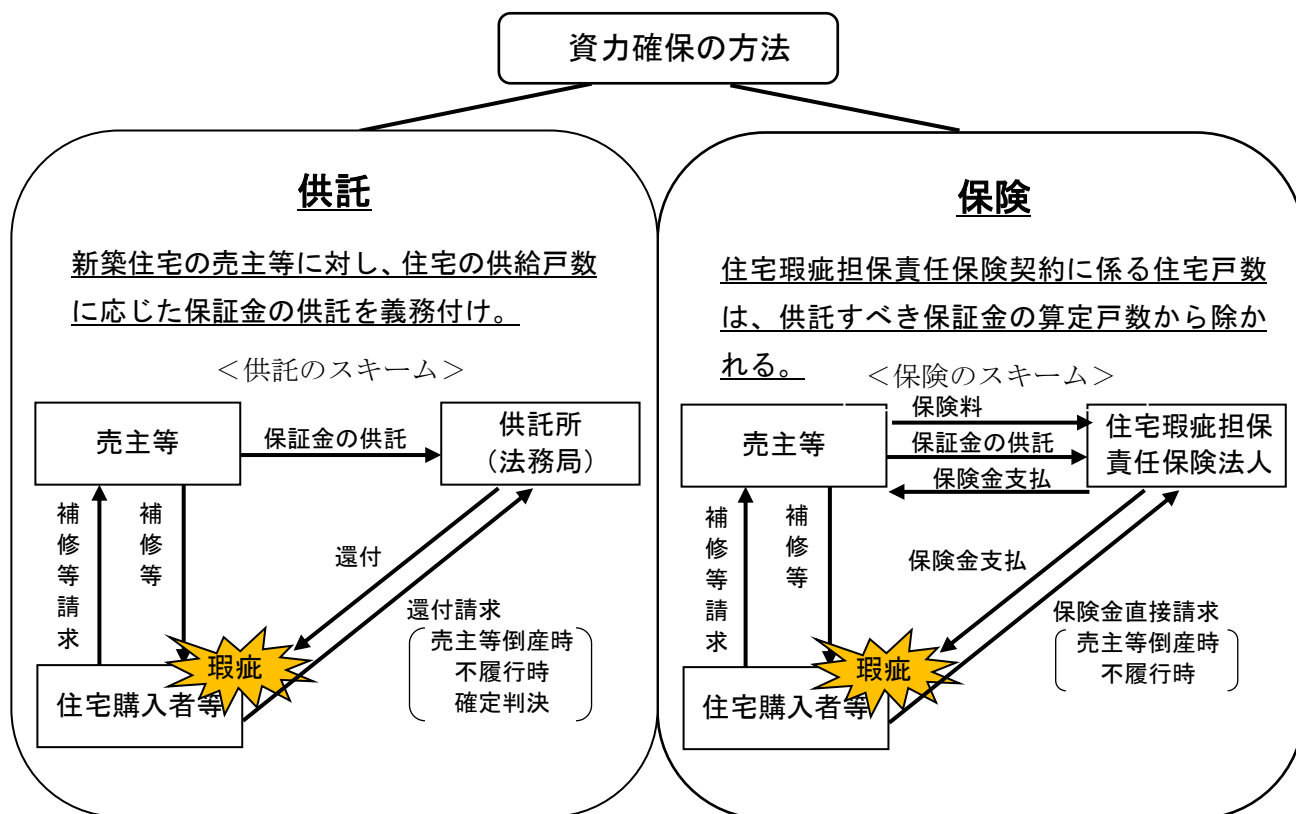 資力確保の方法
供託
新築住宅の売主等に対し、住宅の供給戸数
に応じた保証金の供託を義務付け。
＜供託のスキーム＞
売主等
保証金の供託
供託所
（法務局）
補修等請求
補修等
還付
還付請求
売主等倒産時
不履行時
確定判決
瑕疵
住宅購入者等
保険
住宅瑕疵担保責任保険契約に係る住宅戸数
は、供託すべき保証金の算定戸数から除か
れる。
＜保険のスキーム＞
売主等
保険料
保証金の供託
保険金支払
住宅瑕疵担保
責任保険法人
補修等請求
補修等
保険金支払
保険金直接請求
売主等倒産時
不履行時
瑕疵
住宅購入者等